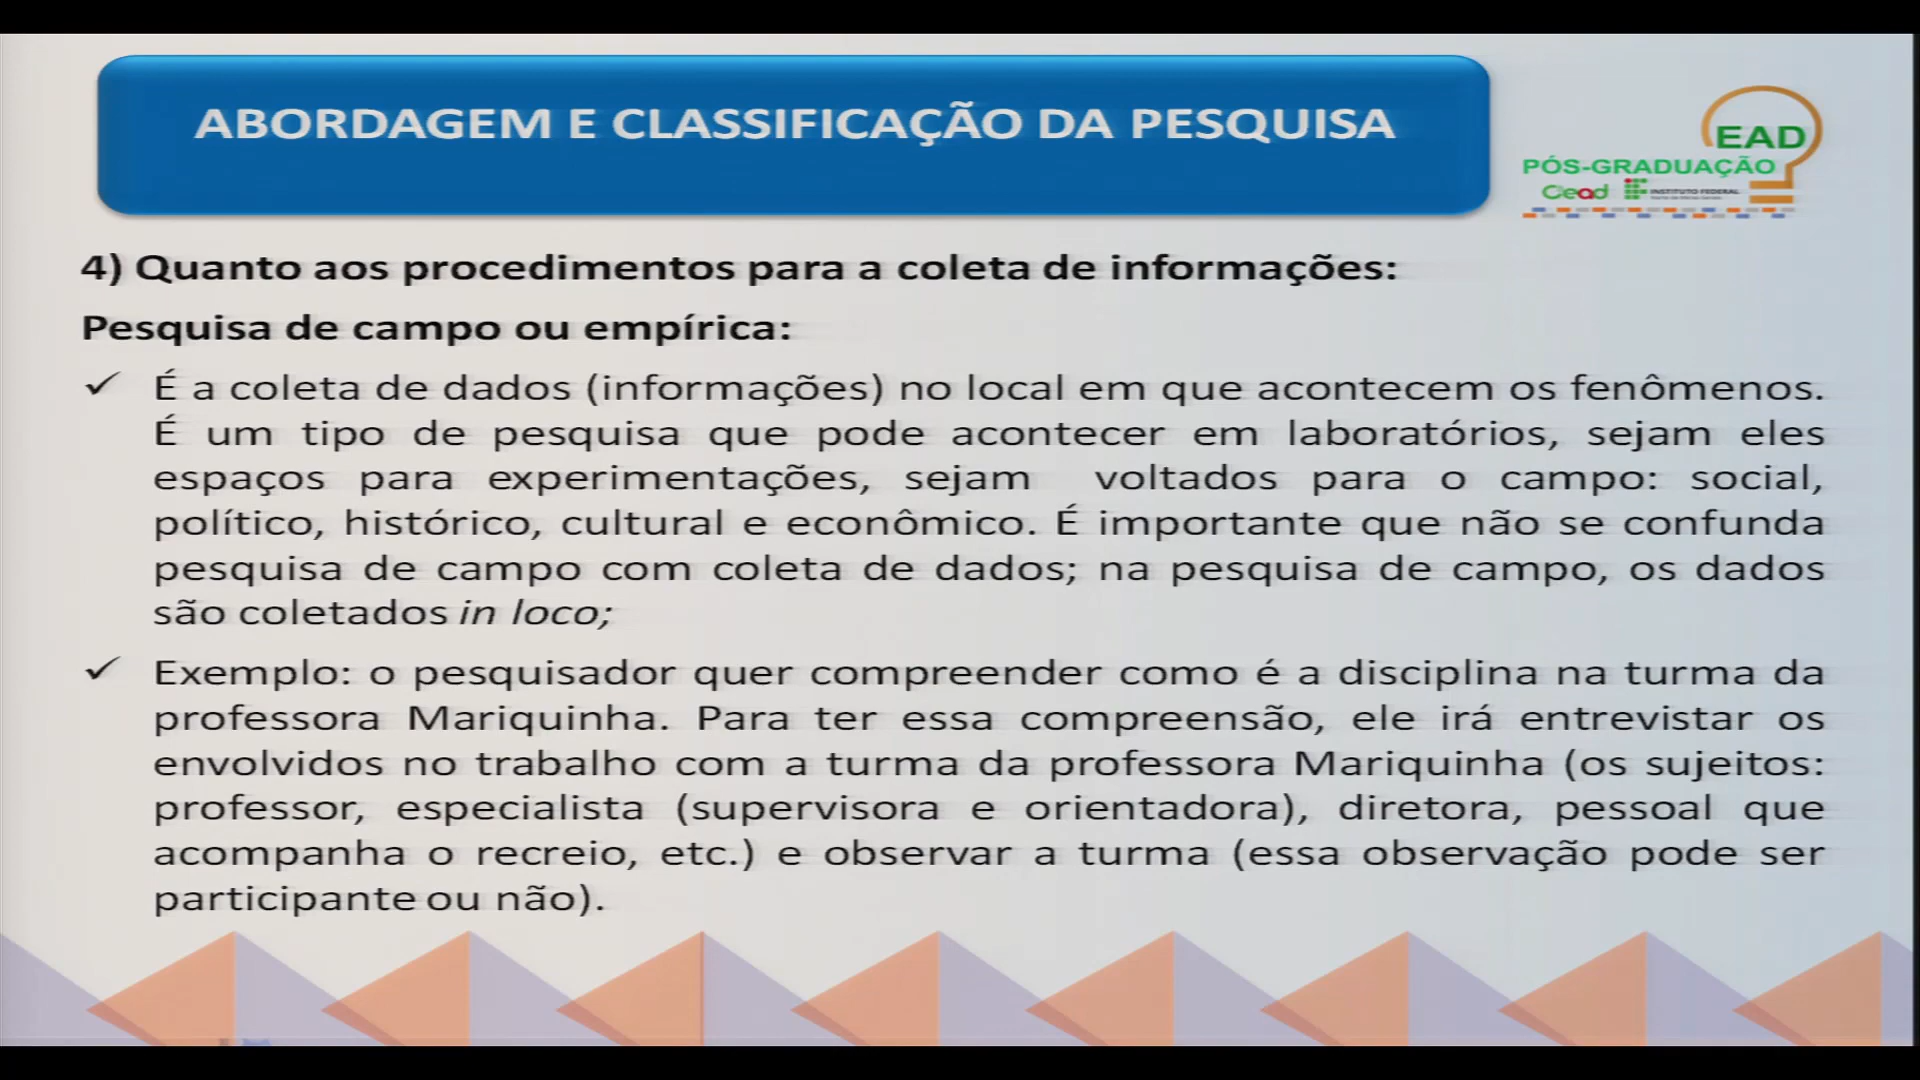 ABORDAGEM E CLASSIFICAÇÃO DA PESQUISA
EAD
PÓS-GRADUAÇÃO
Cead INSTITUTO FEDERAL
4) Quanto aos procedimentos para a coleta de informações:
Pesquisa de campo ou empírica:
✓ É a coleta de dados (informações) no local em que acontecem os fenômenos.
É um tipo de pesquisa que pode acontecer em laboratórios, sejam eles
espaços para experimentações, sejam voltados para o campo: social,
político, histórico, cultural e econômico. É importante que não se confunda
pesquisa de campo com coleta de dados; na pesquisa de campo, os dados
são coletados in loco;
✓ Exemplo: o pesquisador quer compreender como é a disciplina na turma da
professora Mariquinha. Para ter essa compreensão, ele irá entrevistar os
envolvidos no trabalho com a turma da professora Mariquinha (os sujeitos:
professor, especialista (supervisora e orientadora), diretora, pessoal que
acompanha o recreio, etc.) e observar a turma (essa observação pode ser
participante ou não).